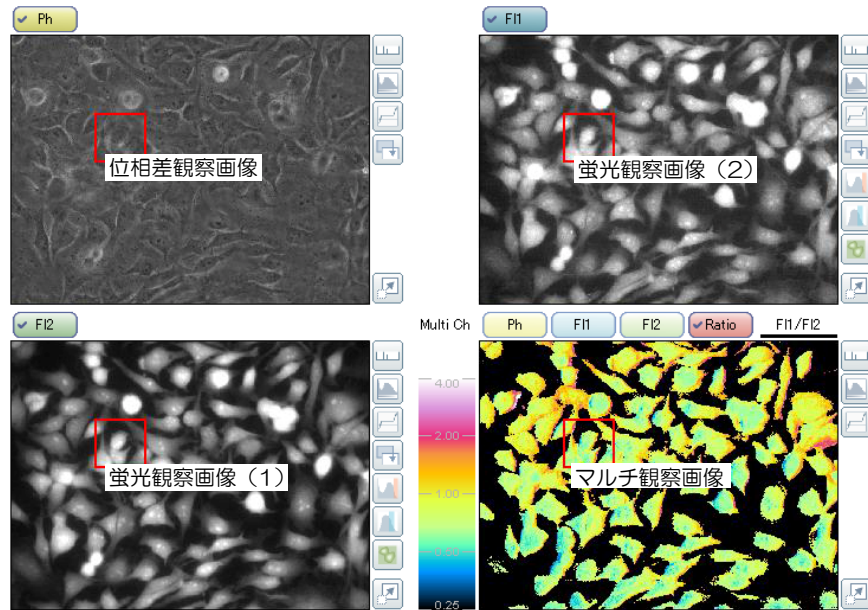 Ph
Fl1
位相差観察画像
蛍光観察画像（2）
Fl2
Multi Ch
Ph
Fl1
Fl2
Ratio
Fl1/Fl2
4.00
2.00
1.00
0.25
蛍光観察画像（1）
マルチ観察画像